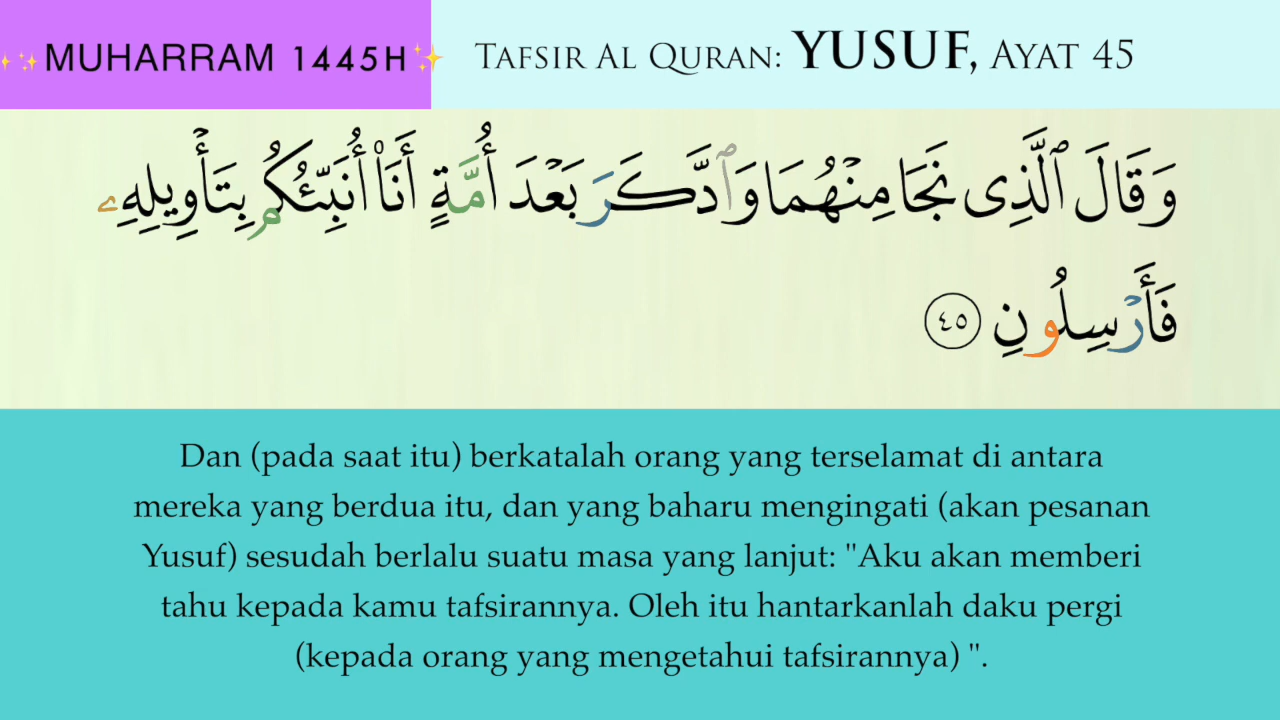 ✨MUHARRAM 1445H✨
TAFSIR AL QURAN: YUSUF, AYAT 45
وَقَالَ ٱلَّذِى نَجَا مِنْهُمَا وَٱدَّكَرَ بَعْدَ أُمَّةٍ أَنَا۠ أُنَبِّئُكُم بِتَأْوِيلِهِۦ
فَأَرْسِلُونِ ٤٥
Dan (pada saat itu) berkatalah orang yang terselamat di antara
mereka yang berdua itu, dan yang baharu mengingati (akan pesanan
Yusuf) sesudah berlalu suatu masa yang lanjut: "Aku akan memberi
tahu kepada kamu tafsirannya. Oleh itu hantarkanlah daku pergi
(kepada orang yang mengetahui tafsirannya) ".